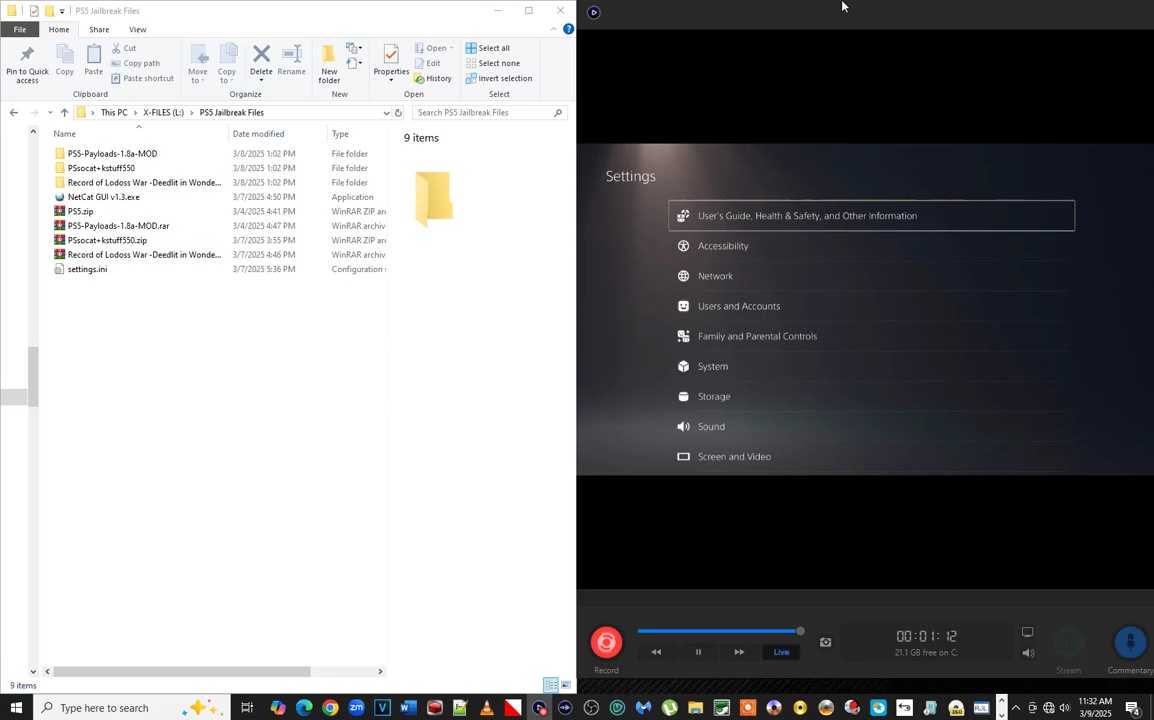 PS5 Jailbreak Files
File Home Share View
Pin to Quick access
Copy
Paste
Cut
Copy path
Paste shortcut
Clipboard
Move to
Copy to
Delete
Rename
Organize
New folder
New
Properties
Open
Edit
History
Open
Select all
Select none
Invert selection
Select
This PC X-FILES (L:) PS5 Jailbreak Files
Search PS5 Jailbreak Files
Name Date modified Type
PS5-Payloads-1.8a-MOD 3/8/2025 1:02 PM File folder
PSsocat+kstuff550 3/8/2025 1:02 PM File folder
Record of Lodoss War -Deedlit in Wonde... 3/8/2025 1:02 PM File folder
NetCat GUI v1.3.exe 3/7/2025 4:50 PM Application
PS5.zip 3/4/2025 4:41 PM WinRAR ZIP arc
PS5-Payloads-1.8a-MOD.rar 3/4/2025 4:47 PM WinRAR archiv
PSsocat+kstuff550.zip 3/7/2025 3:55 PM WinRAR ZIP arc
Record of Lodoss War -Deedlit in Wonde... 3/7/2025 4:46 PM WinRAR archiv
settings.ini 3/7/2025 5:36 PM Configuration s
9 items
9 items
Settings
User's Guide, Health & Safety, and Other Information
Accessibility
Network
Users and Accounts
Family and Parental Controls
System
Storage
Sound
Screen and Video
Record
Live
00:01:12
21.1 GB free on C:
Stream
Commentary
Type here to search
11:32 AM
3/9/2025
4